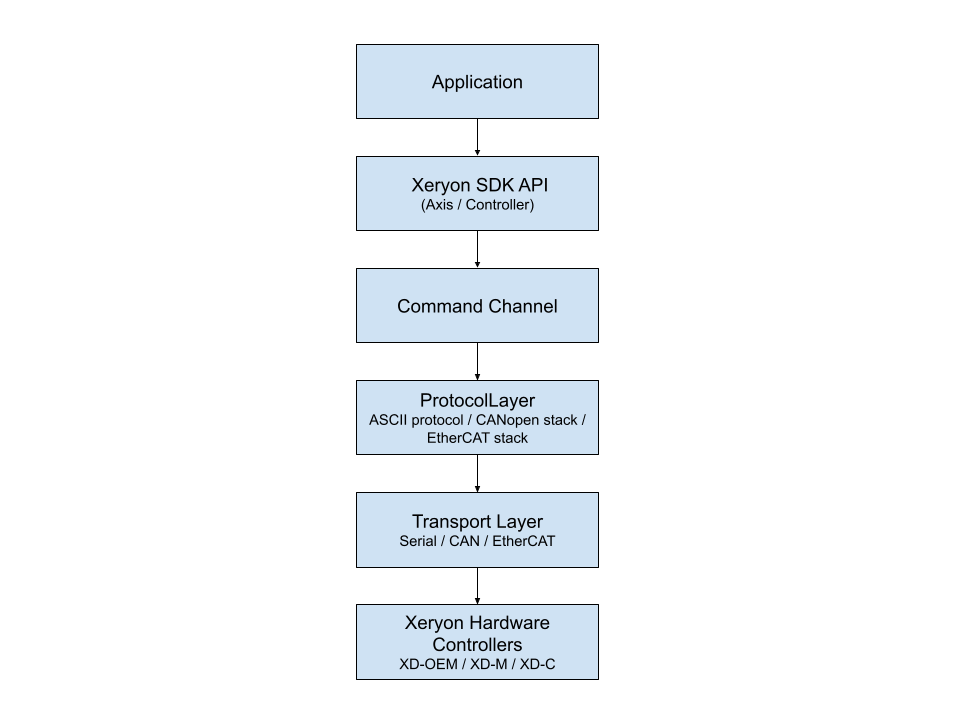 Application
Xeryon SDK API
(Axis / Controller)
Command Channel
ProtocolLayer
ASCII protocol / CANopen stack /
EtherCAT stack
Transport Layer
Serial / CAN / EtherCAT
Xeryon Hardware
Controllers
XD-OEM / XD-M / XD-C